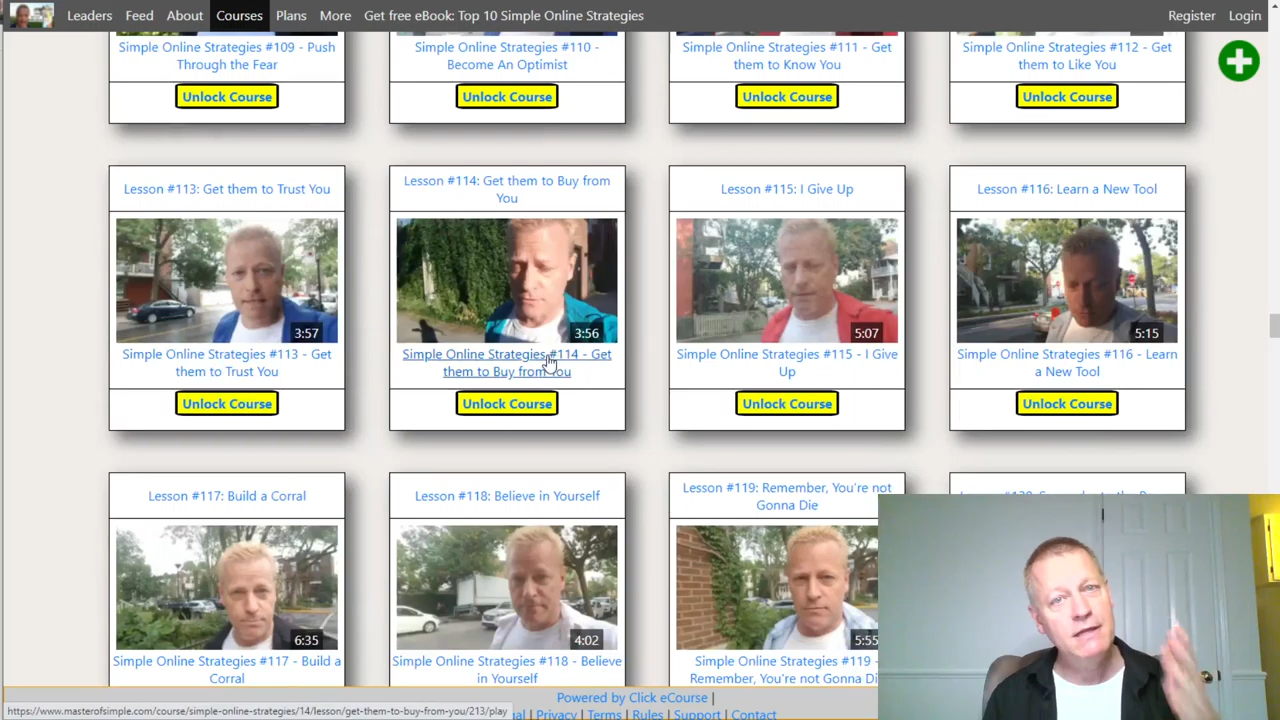 Leaders Feed About Courses Plans More Get free eBook: Top 10 Simple Online Strategies Register Login
Simple Online Strategies #109 - Push
Through the Fear
Unlock Course
Simple Online Strategies #110 -
Become An Optimist
Unlock Course
Simple Online Strategies #111 - Get
them to Know You
Unlock Course
Simple Online Strategies #112 - Get
them to Like You
Unlock Course
Lesson #113: Get them to Trust You
3:57
Simple Online Strategies #113 - Get
them to Trust You
Unlock Course
Lesson #114: Get them to Buy from
You
3:56
Simple Online Strategies #114 - Get
them to Buy from You
Unlock Course
Lesson #115: I Give Up
5:07
Simple Online Strategies #115 - I Give
Up
Unlock Course
Lesson #116: Learn a New Tool
5:15
Simple Online Strategies #116 - Learn
a New Tool
Unlock Course
Lesson #117: Build a Corral
6:35
Simple Online Strategies #117 - Build a
Corral
Lesson #118: Believe in Yourself
4:02
Simple Online Strategies #118 - Believe
in Yourself
Lesson #119: Remember, You're not
Gonna Die
5:55
Simple Online Strategies #119 -
Remember, You're not Gonna Di
Powered by Click eCourse |
| Privacy | Terms | Rules | Support | Contact
https://www.masterofsimple.com/course/simple-online-strategies/14/lesson/get-them-to-buy-from-you/213/play